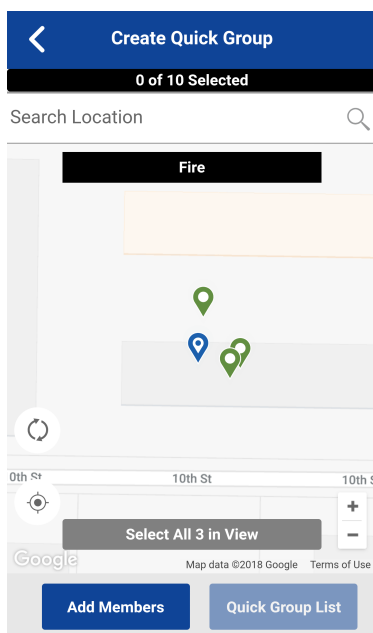 Create Quick Group
0 of 10 Selected
Search Location
Fire
0th St
10th St
10th S
Select All 3 in View
Google
Map data ©2018 Google Terms of Use
Add Members
Quick Group List